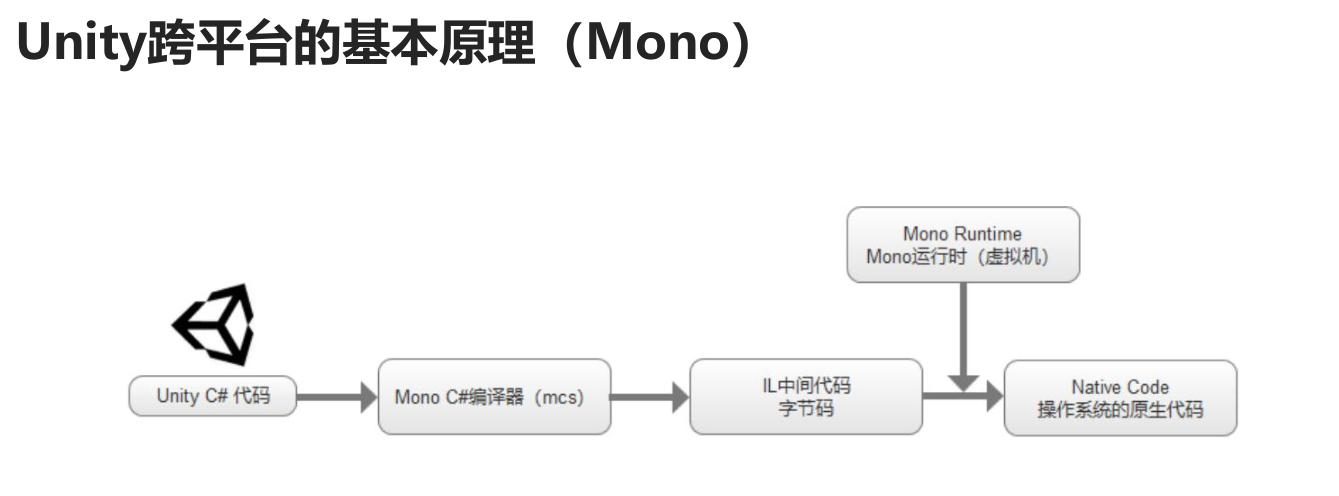 Unity跨平台的基本原理（Mono）
Mono Runtime
Mono运行时（虚拟机）
Unity C# 代码
Mono C#编译器（mcs）
IL中间代码
字节码
Native Code
操作系统的原生代码